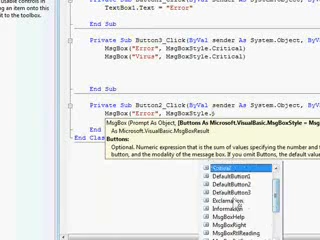 usable controls in
ng an item onto this
it to the toolbox.
TextBox1.Text = "Error"
End Sub
Private Sub Button3_Click(ByVal sender As System.Object, ByVal
MsgBox("Error", MsgBoxStyle.Critical)
MsgBox("Virus", MsgBoxStyle.Critical)
End Sub
Private Sub Button2_Click(ByVal sender As System.Object, ByVal
MsgBox("Error", MsgBoxStyle.)
MsgBox (Prompt As Object, [Buttons As Microsoft.VisualBasic.MsgBoxStyle = Msg
As Microsoft.VisualBasic.MsgBoxResult
Buttons:
Optional. Numeric expression that is the sum of values specifying the number and
button, and the modality of the message box. If you omit Buttons, the default value
End
End Class
Critical
DefaultButton1
DefaultButton2
DefaultButton3
Exclamation
Information
MsgBoxHelp
MsgBoxRight
MsgBoxRtlReading